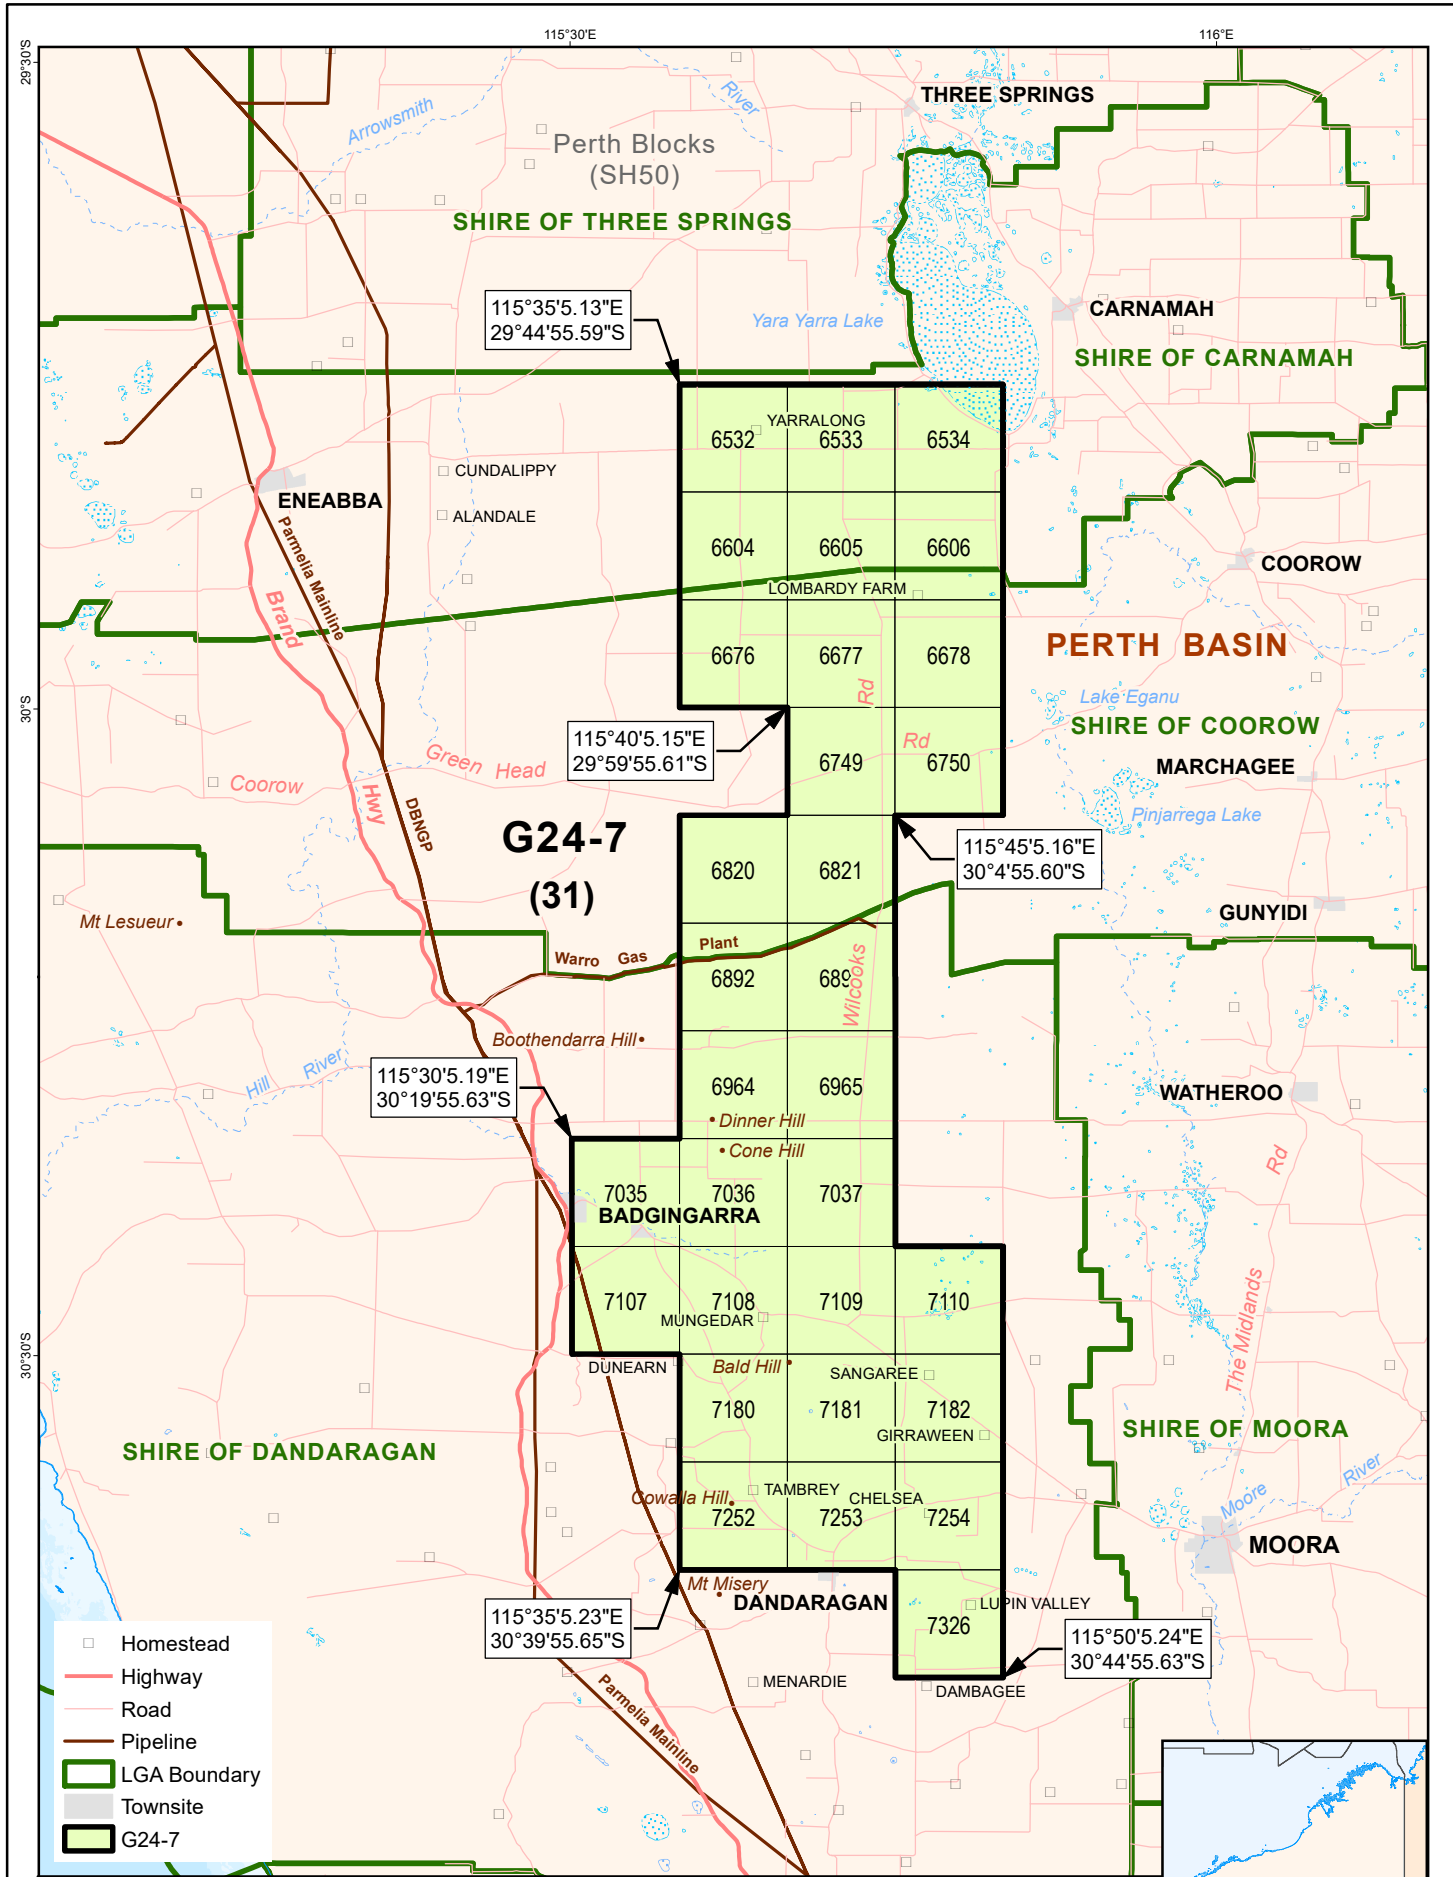 115°30'E
116°E
29°30'S
30°S
30°30'S
THREE SPRINGS
River
Arrowsmith
Perth Blocks
(SH50)
SHIRE OF THREE SPRINGS
115°35'5.13"E
29°44'55.59"S
Yara Yarra Lake
CARNAMAH
SHIRE OF CARNAMAH
YARRALONG
6532
6533
6534
CUNDALIPPY
ENEABBA
ALANDALE
Parmelia Mainline
6604
6605
6606
COOROW
LOMBARDY FARM
Brand
Hwy
6676
6677
6678
PERTH BASIN
Rd
Lake Eganu
SHIRE OF COOROW
115°40'5.15"E
29°59'55.61"S
Rd
6749
6750
MARCHAGEE
Coorow
Green Head
DBNGP
Pinjarrega Lake
G24-7
(31)
115°45'5.16"E
30°4'55.60"S
6820
6821
Mt Lesueur
GUNYIDI
Warro Gas Plant
6892
689
Wilcooks
Boothendarra Hill
Hill River
115°30'5.19"E
30°19'55.63"S
6964
6965
WATHEROO
Dinner Hill
Cone Hill
Rd
7035
7036
7037
BADGINGARRA
7107
7108
7109
7110
MUNGEDAR
The Midlands
DUNEARN
Bald Hill
SANGAREE
7180
7181
7182
GIRRAWEEN
SHIRE OF DANDARAGAN
SHIRE OF MOORA
Moore River
TAMBREY
CHELSEA
Cowalla Hill
7252
7253
7254
MOORA
Mt Misery
DANDARAGAN
115°35'5.23"E
30°39'55.65"S
LUPIN VALLEY
7326
115°50'5.24"E
30°44'55.63"S
MENARDIE
DAMBAGEE
Parmelia Mainline
Homestead
Highway
Road
Pipeline
LGA Boundary
Townsite
G24-7